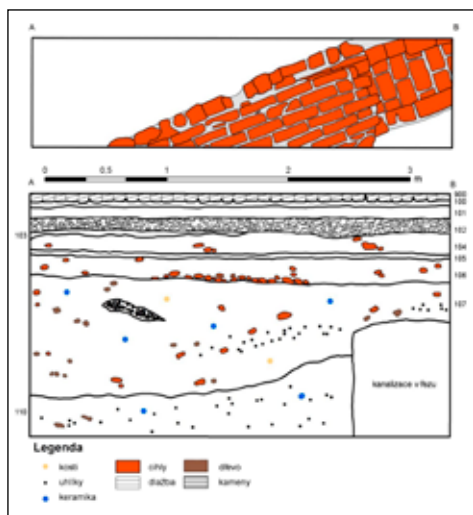 A B
0 0.5 1 2 3
m
A B
900
100
101
102
103
104
105
106
107
110
kanalizace v řezu
Legenda
kosti cihly dřevo
uhlíky dlažba kameny
keramika